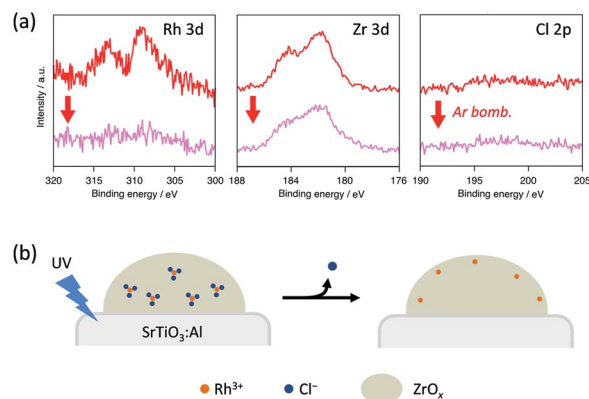 (a)
Rh 3d
Zr 3d
Cl 2p
Intensity / a.u.
Ar bomb.
320 315 310 305 300
188 184 180 176
190 195 200 205
Binding energy / eV
Binding energy / eV
Binding energy / eV
(b)
UV
SrTiO₃:Al
Rh³⁺
Cl⁻
ZrOₓ